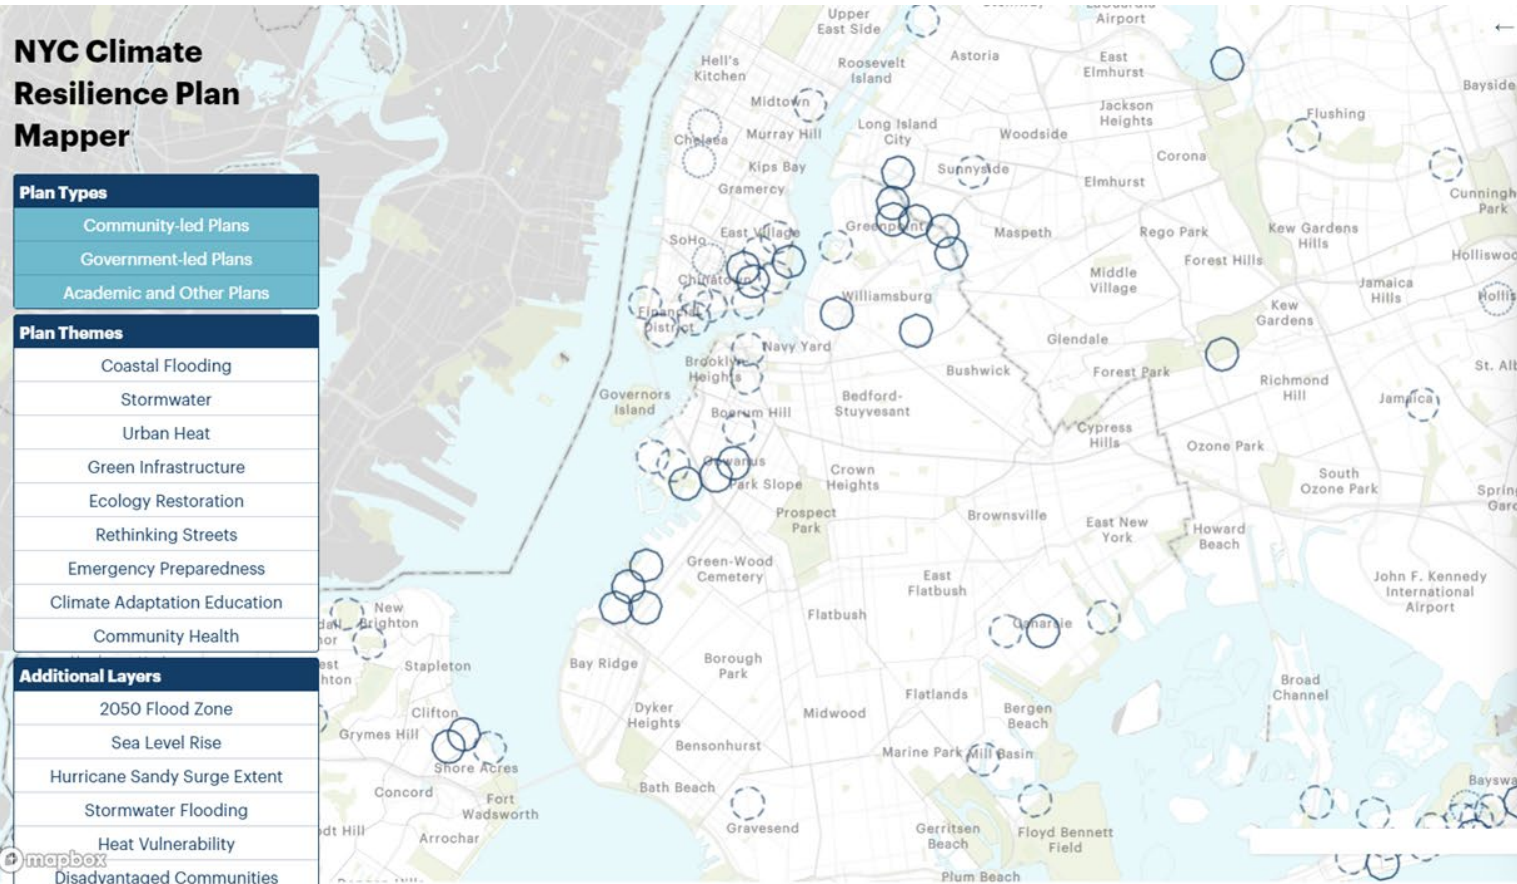 NYC Climate
Resilience Plan
Mapper
Plan Types
Community-led Plans
Government-led Plans
Academic and Other Plans
Plan Themes
Coastal Flooding
Stormwater
Urban Heat
Green Infrastructure
Ecology Restoration
Rethinking Streets
Emergency Preparedness
Climate Adaptation Education
Community Health
Additional Layers
2050 Flood Zone
Sea Level Rise
Hurricane Sandy Surge Extent
Stormwater Flooding
Heat Vulnerability
Disadvantaged Communities
mapbox
Upper
East Side
Airport
Hell's
Kitchen
Roosevelt
Island
Astoria
East
Elmhurst
Bayside
Midtown
Jackson
Heights
Flushing
Chelsea
Murray Hill
Long Island
City
Woodside
Kips Bay
Sunnyside
Corona
Gramercy
Elmhurst
Cunningh
Park
SoHo
East Village
Greenpoint
Maspeth
Rego Park
Kew Gardens
Hills
Forest Hills
Holliswoo
Chinatown
Middle
Village
Jamaica
Hills
Hollis
Financial
District
Williamsburg
Kew
Gardens
Navy Yard
Glendale
Brooklyn
Heights
Bushwick
Forest Park
St. Alb
Governors
Island
Bedford-
Stuyvesant
Richmond
Hill
Jamaica
Boerum Hill
Cypress
Hills
Ozone Park
Gowanus
Crown
Heights
South
Ozone Park
Park Slope
Spring
Gard
Prospect
Park
Brownsville
East New
York
Howard
Beach
Green-Wood
Cemetery
East
Flatbush
John F. Kennedy
International
Airport
New
Brighton
Flatbush
Canarsie
Stapleton
Bay Ridge
Borough
Park
Broad
Channel
Flatlands
Clifton
Dyker
Heights
Midwood
Bergen
Beach
Grymes Hill
Bensonhurst
Marine Park
Mill Basin
Shore Acres
Bayswa
Concord
Fort
Wadsworth
Bath Beach
Arrochar
Gravesend
Gerritsen
Beach
Floyd Bennett
Field
Plum Beach